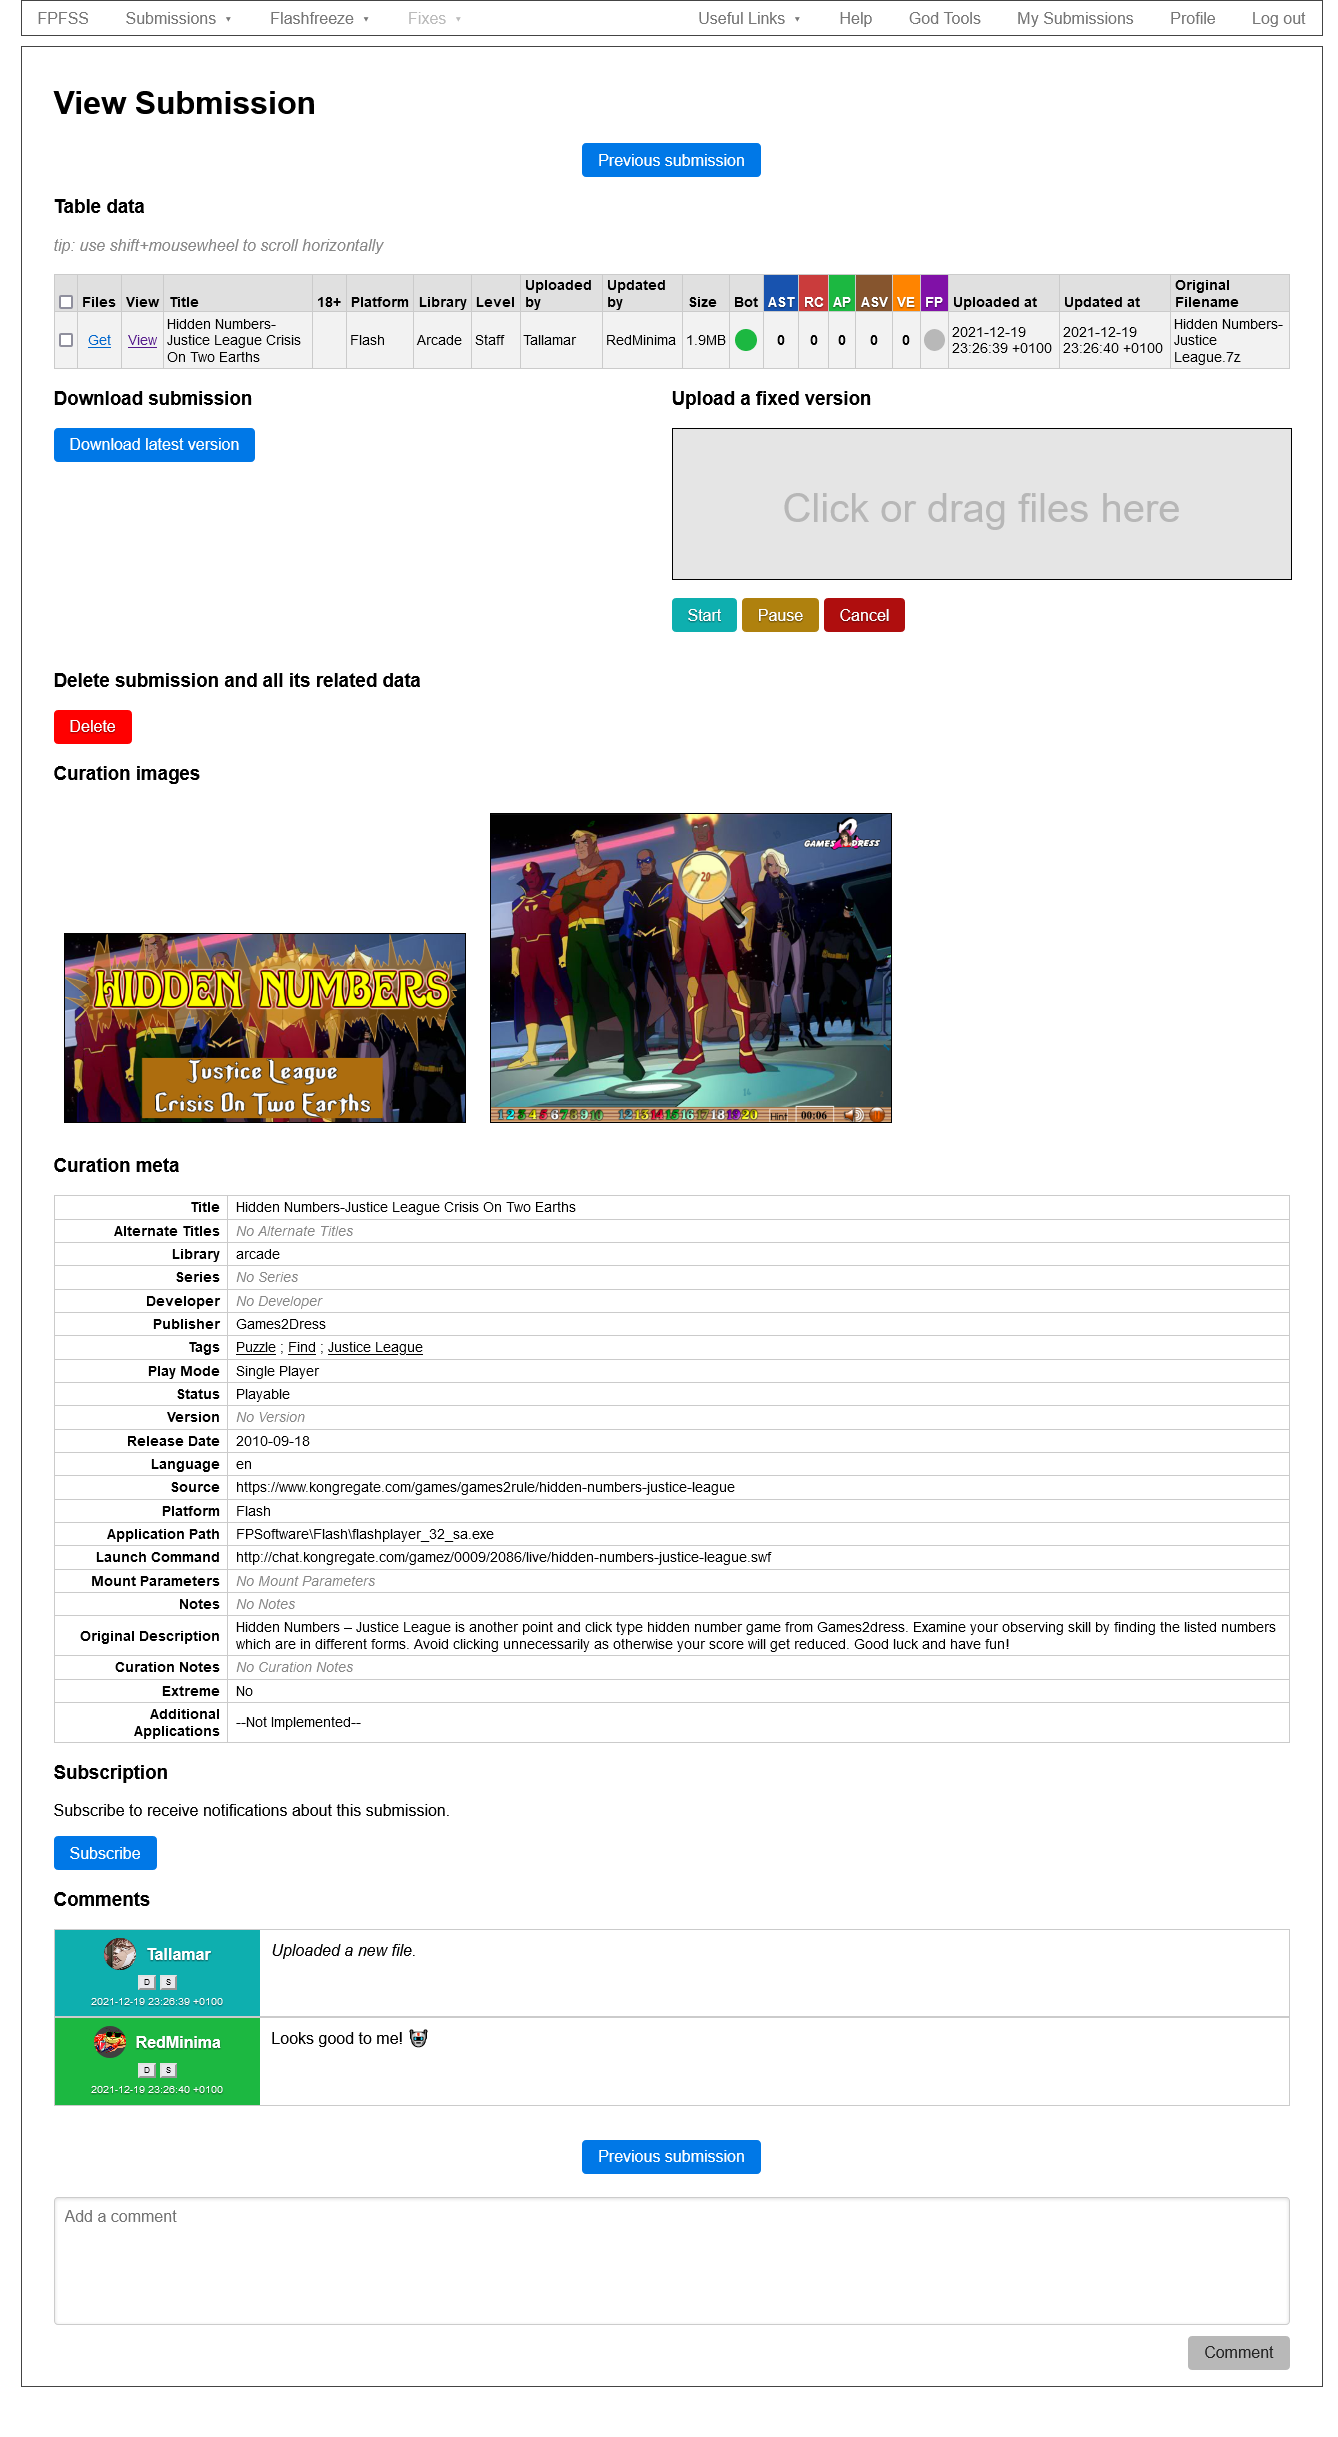 FPFSS Submissions ▾ Flashfreeze ▾ Fixes ▾ Useful Links ▾ Help God Tools My Submissions Profile Log out
View Submission
Previous submission
Table data
tip: use shift+mousewheel to scroll horizontally
Files View Title 18+ Platform Library Level Uploaded by Updated by Size Bot AST RC AP ASV VE FP Uploaded at Updated at Original Filename
Get View Hidden Numbers-Justice League Crisis On Two Earths Flash Arcade Staff Tallamar RedMinima 1.9MB 0 0 0 0 0 2021-12-19 23:26:39 +0100 2021-12-19 23:26:40 +0100 Hidden Numbers-Justice League.7z
Download submission
Download latest version
Upload a fixed version
Click or drag files here
Start Pause Cancel
Delete submission and all its related data
Delete
Curation images
HIDDEN NUMBERS
Justice League
Crisis On Two Earths
GAMES 2 DRESS
20
1 2 3 4 5 6 7 8 9 10 12 13 14 15 16 17 18 19 20 Hint 00:06
Curation meta
Title Hidden Numbers-Justice League Crisis On Two Earths
Alternate Titles No Alternate Titles
Library arcade
Series No Series
Developer No Developer
Publisher Games2Dress
Tags Puzzle ; Find ; Justice League
Play Mode Single Player
Status Playable
Version No Version
Release Date 2010-09-18
Language en
Source https://www.kongregate.com/games/games2rule/hidden-numbers-justice-league
Platform Flash
Application Path FPSoftware\Flash\flashplayer_32_sa.exe
Launch Command http://chat.kongregate.com/gamez/0009/2086/live/hidden-numbers-justice-league.swf
Mount Parameters No Mount Parameters
Notes No Notes
Original Description Hidden Numbers – Justice League is another point and click type hidden number game from Games2dress. Examine your observing skill by finding the listed numbers
which are in different forms. Avoid clicking unnecessarily as otherwise your score will get reduced. Good luck and have fun!
Curation Notes No Curation Notes
Extreme No
Additional Applications --Not Implemented--
Subscription
Subscribe to receive notifications about this submission.
Subscribe
Comments
Tallamar
D S
2021-12-19 23:26:39 +0100
Uploaded a new file.
RedMinima
D S
2021-12-19 23:26:40 +0100
Looks good to me!
Previous submission
Add a comment
Comment